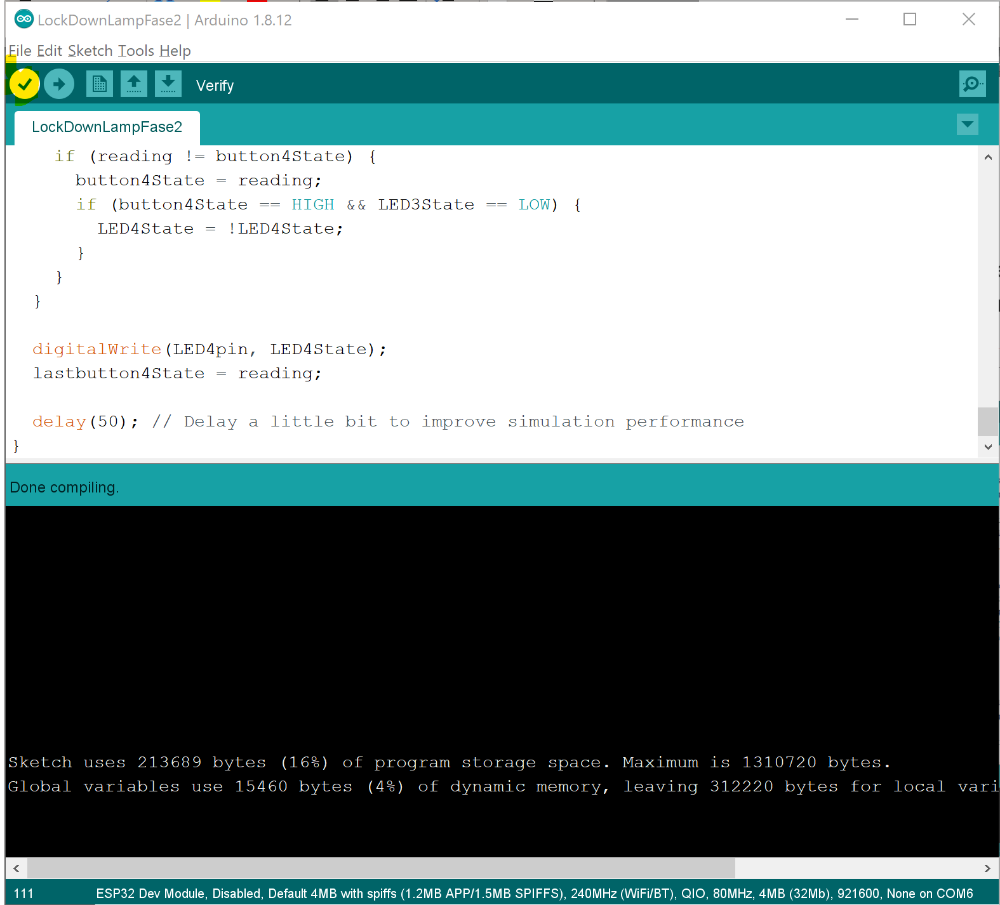 LockDownLampFase2 | Arduino 1.8.12
File Edit Sketch Tools Help
Verify
LockDownLampFase2
if (reading != button4State) {
button4State = reading;
if (button4State == HIGH && LED3State == LOW) {
LED4State = !LED4State;
}
}
}
digitalWrite(LED4pin, LED4State);
lastbutton4State = reading;
delay(50); // Delay a little bit to improve simulation performance
}
Done compiling.
Sketch uses 213689 bytes (16%) of program storage space. Maximum is 1310720 bytes.
Global variables use 15460 bytes (4%) of dynamic memory, leaving 312220 bytes for local vari
111 ESP32 Dev Module, Disabled, Default 4MB with spiffs (1.2MB APP/1.5MB SPIFFS), 240MHz (WiFi/BT), QIO, 80MHz, 4MB (32Mb), 921600, None on COM6